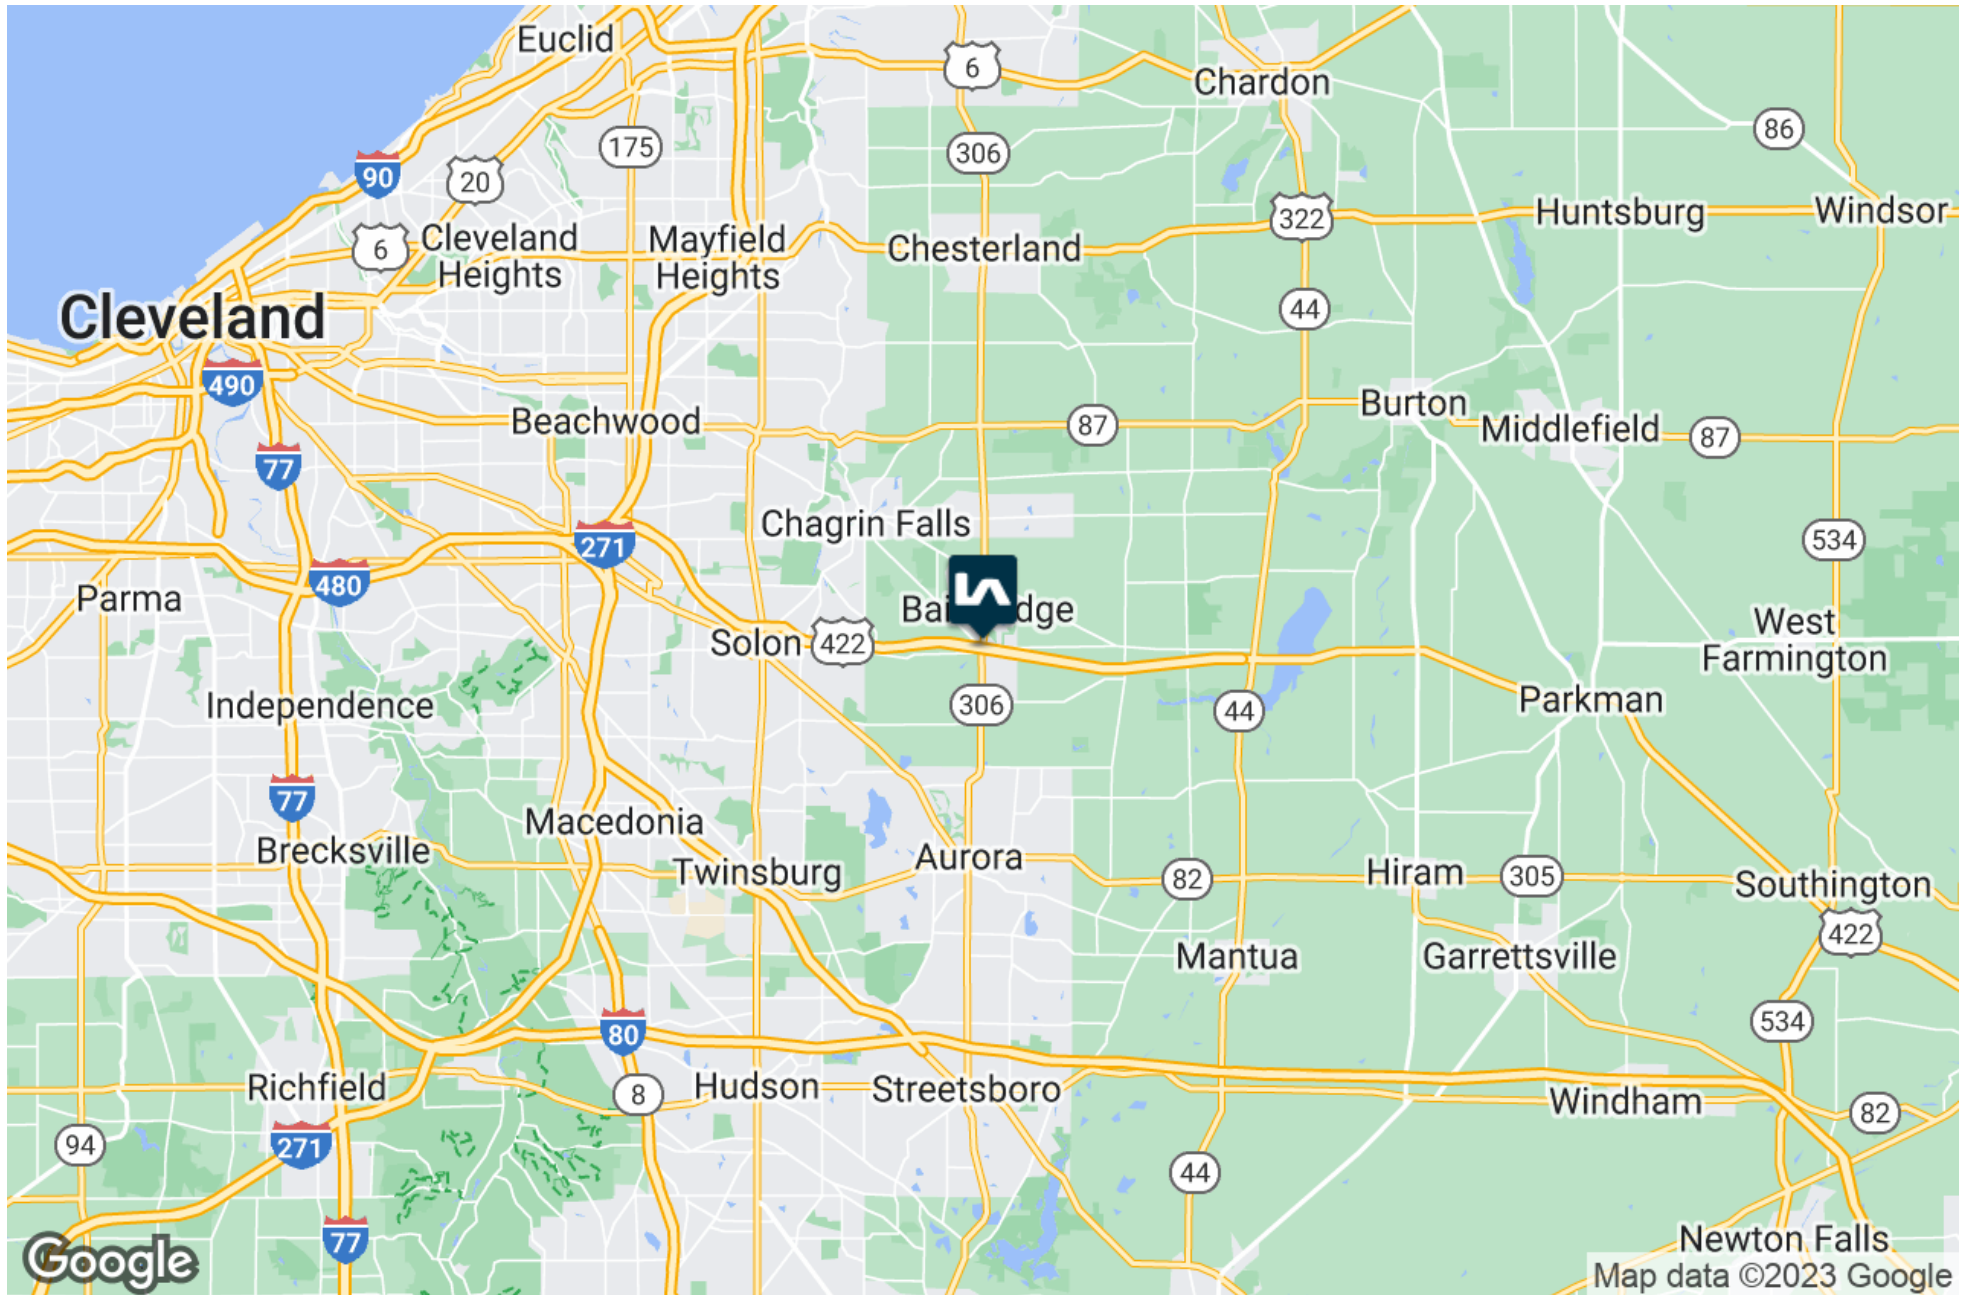 Euclid
6
Chardon
86
175
306
90
20
322
Huntsburg
Windsor
6
Cleveland
Heights
Mayfield
Heights
Chesterland
44
Cleveland
490
Burton
Beachwood
87
Middlefield
87
77
Chagrin Falls
271
534
480
Parma
Solon
422
West
Farmington
Independence
306
44
Parkman
77
Macedonia
Brecksville
Twinsburg
Aurora
82
Hiram
305
Southington
422
Mantua
Garrettsville
80
534
Richfield
8
Hudson
Streetsboro
Windham
82
94
271
44
77
Newton Falls
Google
Map data ©2023 Google